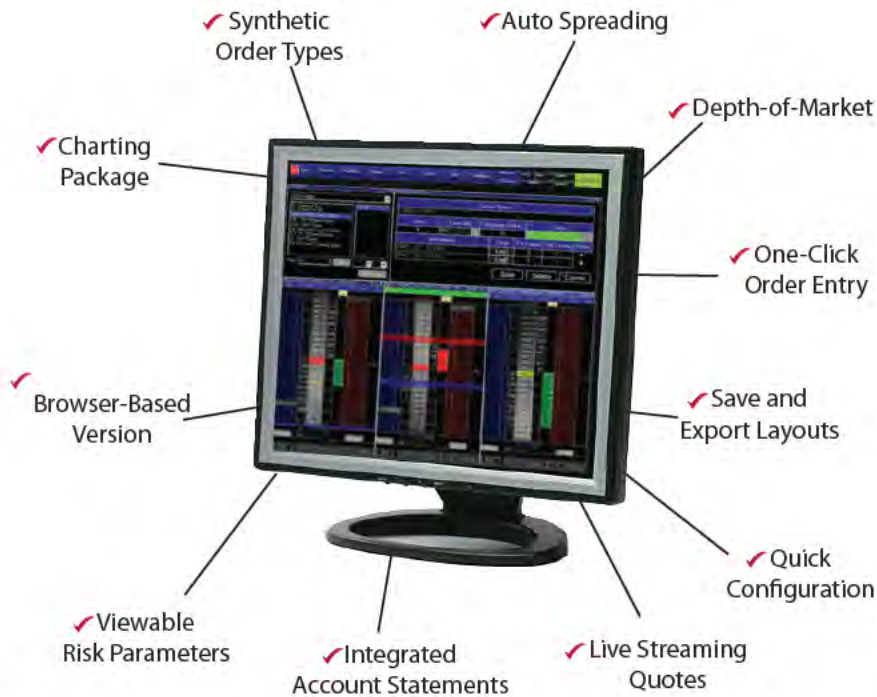 Synthetic
Order Types
Auto Spreading
Depth-of-Market
Charting
Package
One-Click
Order Entry
Browser-Based
Version
Save and
Export Layouts
Quick
Configuration
Viewable
Risk Parameters
Integrated
Account Statements
Live Streaming
Quotes